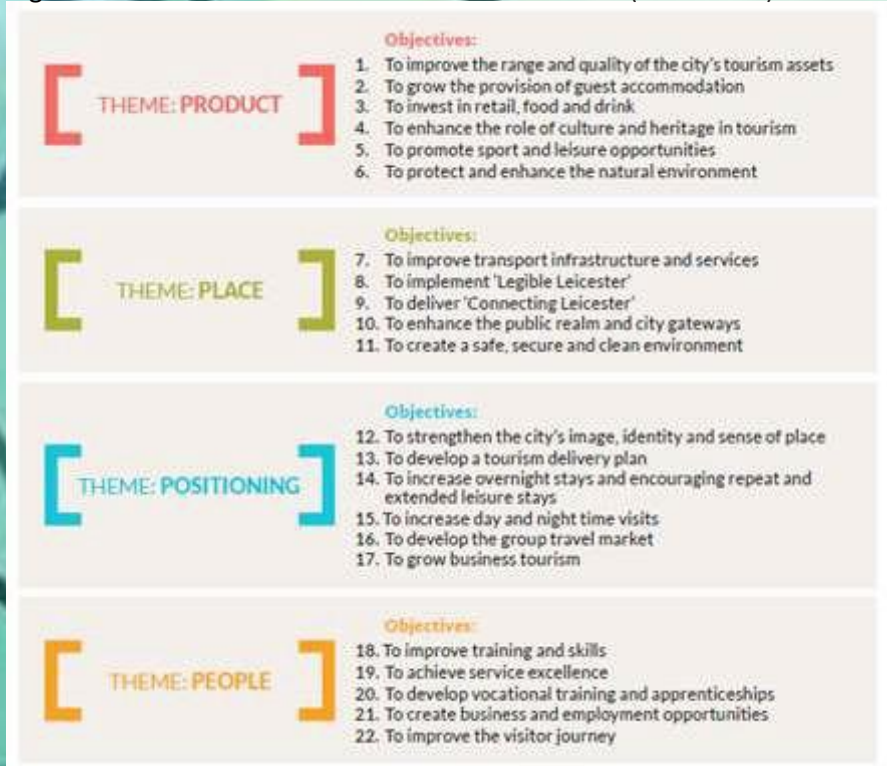 Objectives:
THEME: PRODUCT
1. To improve the range and quality of the city's tourism assets
2. To grow the provision of guest accommodation
3. To invest in retail, food and drink
4. To enhance the role of culture and heritage in tourism
5. To promote sport and leisure opportunities
6. To protect and enhance the natural environment
Objectives:
THEME: PLACE
7. To improve transport infrastructure and services
8. To implement 'Legible Leicester'
9. To deliver 'Connecting Leicester'
10. To enhance the public realm and city gateways
11. To create a safe, secure and clean environment
Objectives:
THEME: POSITIONING
12. To strengthen the city's image, identity and sense of place
13. To develop a tourism delivery plan
14. To increase overnight stays and encouraging repeat and
extended leisure stays
15. To increase day and night time visits
16. To develop the group travel market
17. To grow business tourism
Objectives:
THEME: PEOPLE
18. To improve training and skills
19. To achieve service excellence
20. To develop vocational training and apprenticeships
21. To create business and employment opportunities
22. To improve the visitor journey